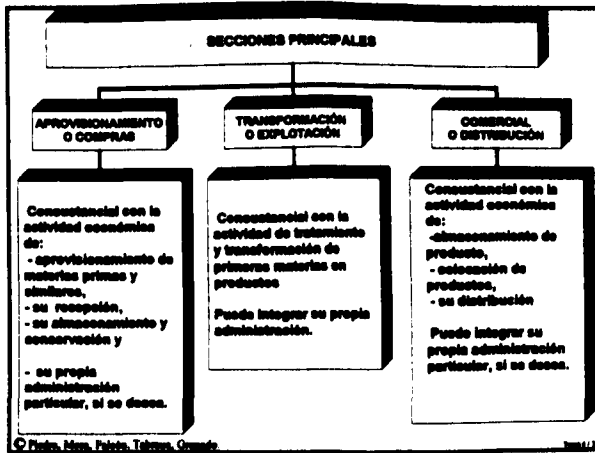 SECCIONES PRINCIPALES
APROVISIONAMIENTO
O COMPRAS
TRANSFORMACIÓN
O EXPLOTACIÓN
COMERCIAL
O DISTRIBUCIÓN
Consustancial con la
actividad económica
de:
- aprovisionamiento de
materias primas y
similares,
- su recepción,
- su almacenamiento y
conservación y
- su propia
administración
particular, si se desea.
Consustancial con la
actividad de tratamiento
y transformación de
primeras materias en
productos
Puede integrar su propia
administración.
Consustancial con la
actividad económica
de:
-almacenamiento de
producto,
- colocación de
productos,
- su distribución
Puede integrar su
propia administración
particular, si se desea.
©